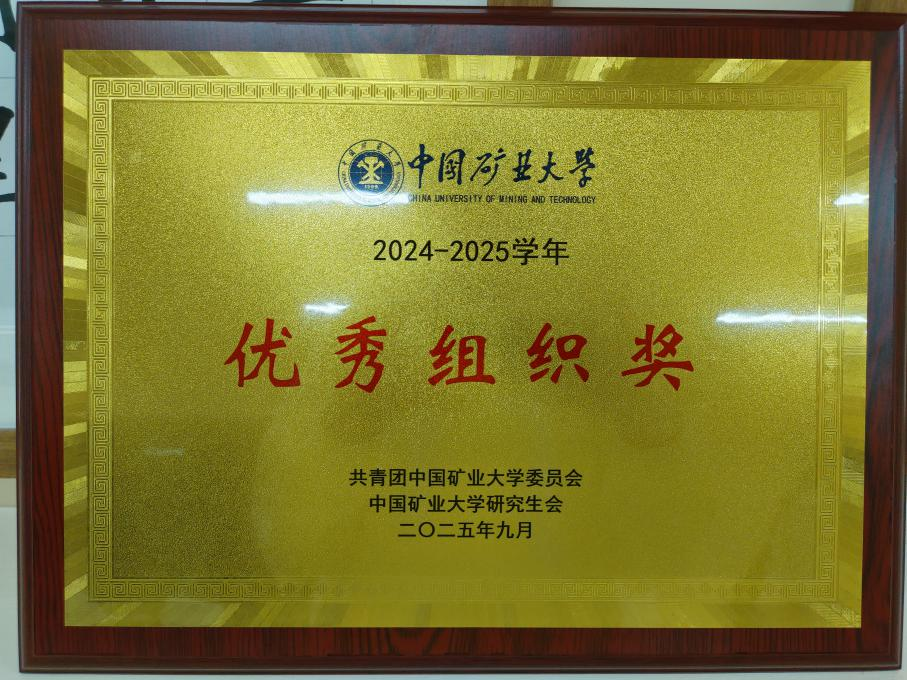 中国矿业大学
CHINA UNIVERSITY OF MINING AND TECHNOLOGY
2024-2025学年
优秀组织奖
共青团中国矿业大学委员会
中国矿业大学研究生会
二〇二五年九月